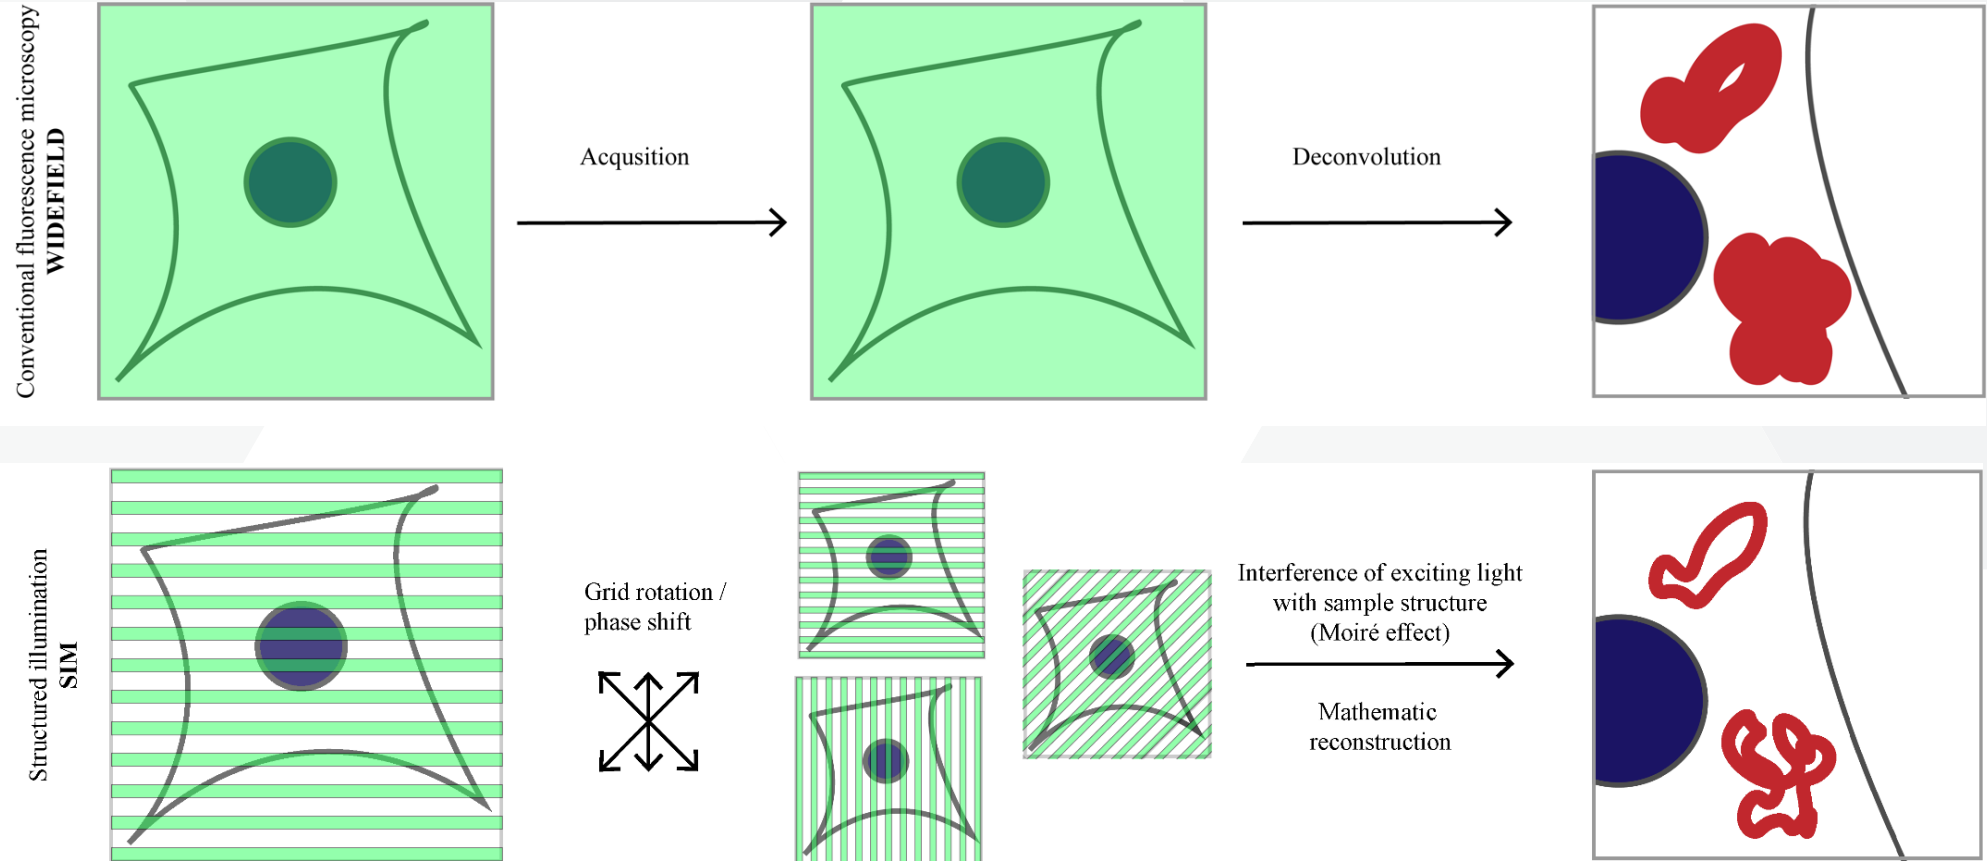 Conventional fluorescence microscopy
WIDEFIELD
Acqusition
Deconvolution
Structured illumination
SIM
Grid rotation /
phase shift
Interference of exciting light
with sample structure
(Moiré effect)
Mathematic
reconstruction